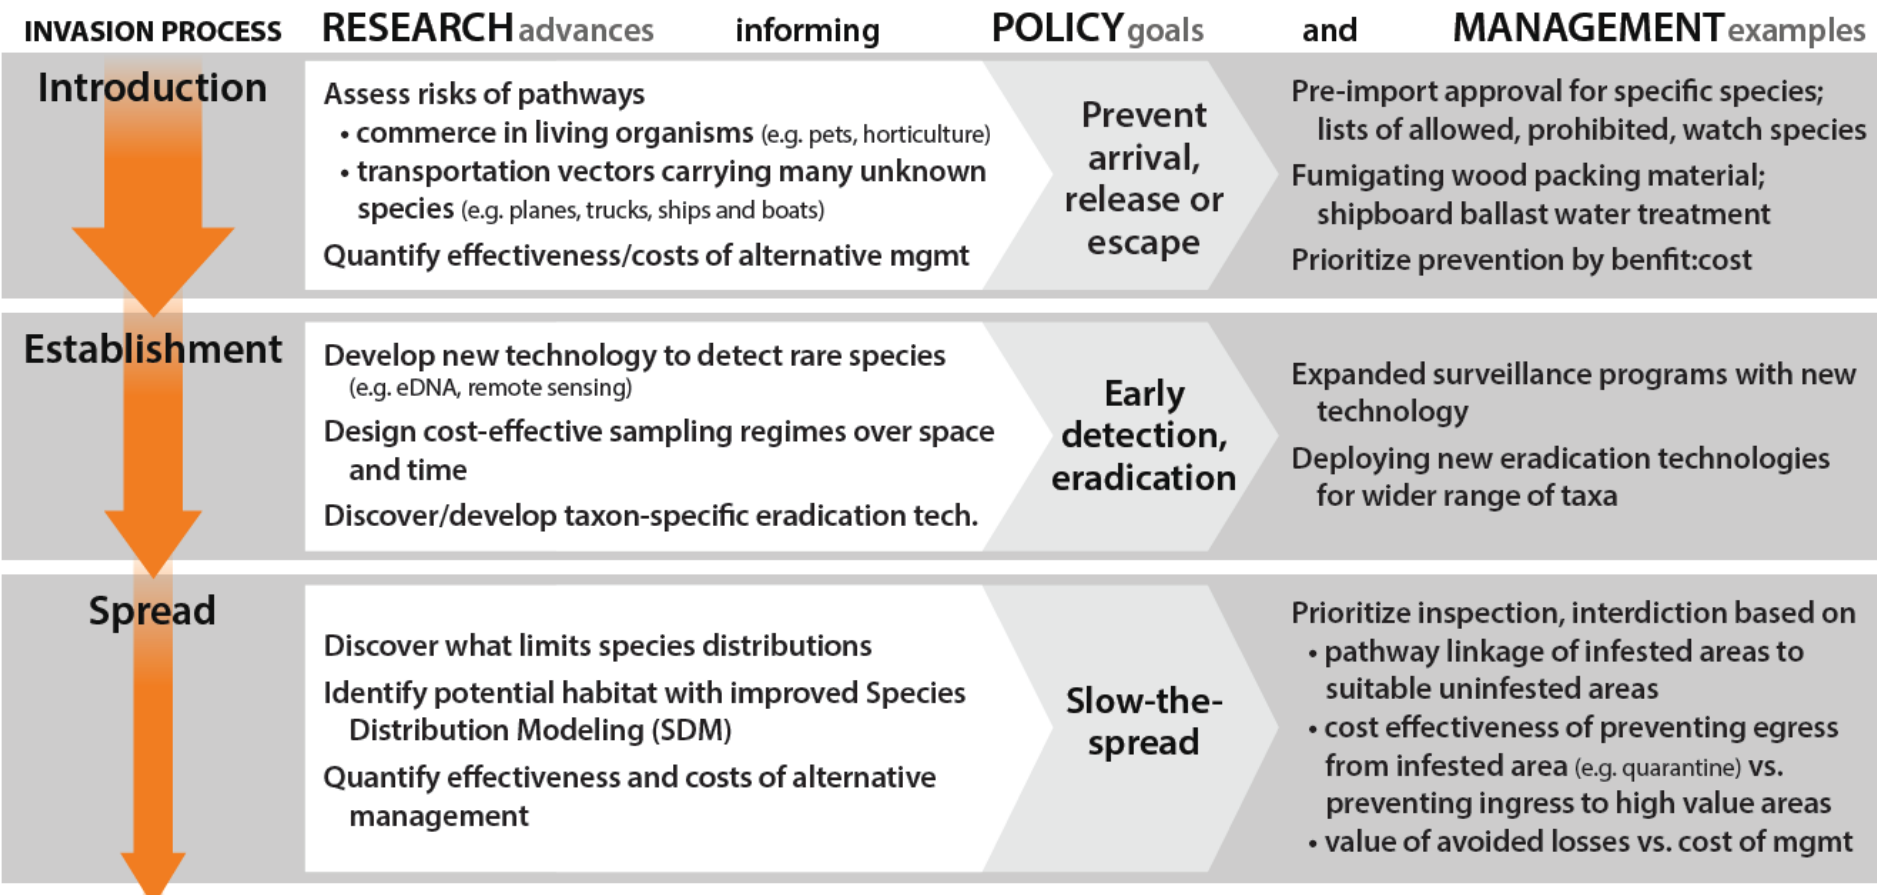 INVASION PROCESS RESEARCH advances informing POLICY goals and MANAGEMENT examples
Introduction
Assess risks of pathways
• commerce in living organisms (e.g. pets, horticulture)
• transportation vectors carrying many unknown
species (e.g. planes, trucks, ships and boats)
Quantify effectiveness/costs of alternative mgmt
Prevent
arrival,
release or
escape
Pre-import approval for specific species;
lists of allowed, prohibited, watch species
Fumigating wood packing material;
shipboard ballast water treatment
Prioritize prevention by benfit:cost
Establishment
Develop new technology to detect rare species
(e.g. eDNA, remote sensing)
Design cost-effective sampling regimes over space
and time
Discover/develop taxon-specific eradication tech.
Early
detection,
eradication
Expanded surveillance programs with new
technology
Deploying new eradication technologies
for wider range of taxa
Spread
Discover what limits species distributions
Identify potential habitat with improved Species
Distribution Modeling (SDM)
Quantify effectiveness and costs of alternative
management
Slow-the-
spread
Prioritize inspection, interdiction based on
• pathway linkage of infested areas to
suitable uninfested areas
• cost effectiveness of preventing egress
from infested area (e.g. quarantine) vs.
preventing ingress to high value areas
• value of avoided losses vs. cost of mgmt